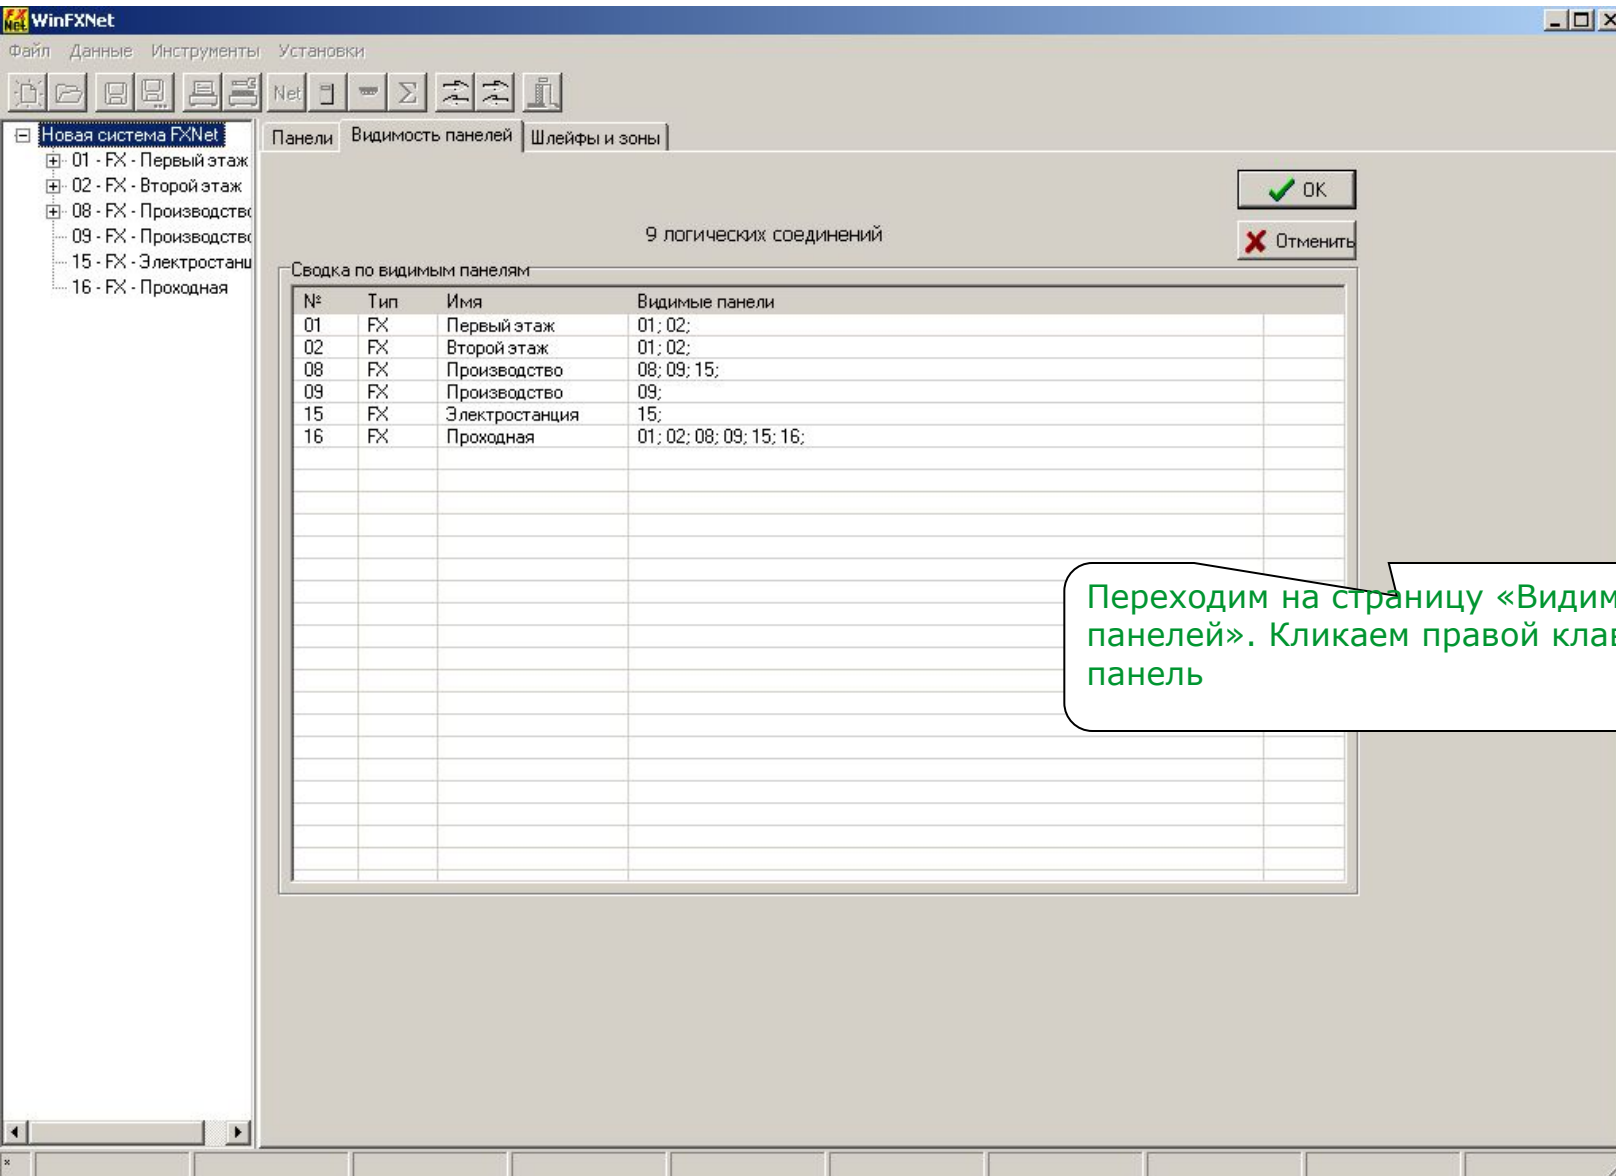 WinFXNet
Файл Данные Инструменты Установки
Net Σ
Новая система FXNet
01 - FX - Первый этаж
02 - FX - Второй этаж
08 - FX - Производство
09 - FX - Производство
15 - FX - Электростанц
16 - FX - Проходная
Панели Видимость панелей Шлейфы и зоны
OK
9 логических соединений
Отменить
Сводка по видимым панелям
№ Тип Имя Видимые панели
01 FX Первый этаж 01; 02;
02 FX Второй этаж 01; 02;
08 FX Производство 08; 09; 15;
09 FX Производство 09;
15 FX Электростанция 15;
16 FX Проходная 01; 02; 08; 09; 15; 16;
Переходим на страницу «Видим
панелей». Кликаем правой клав
панель